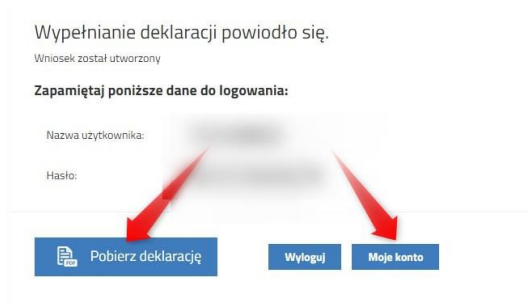 Wypełnianie deklaracji powiodło się.
Wniosek został utworzony
Zapamiętaj poniższe dane do logowania:
Nazwa użytkownika:
Hasło:
PDF Pobierz deklarację Wyloguj Moje konto